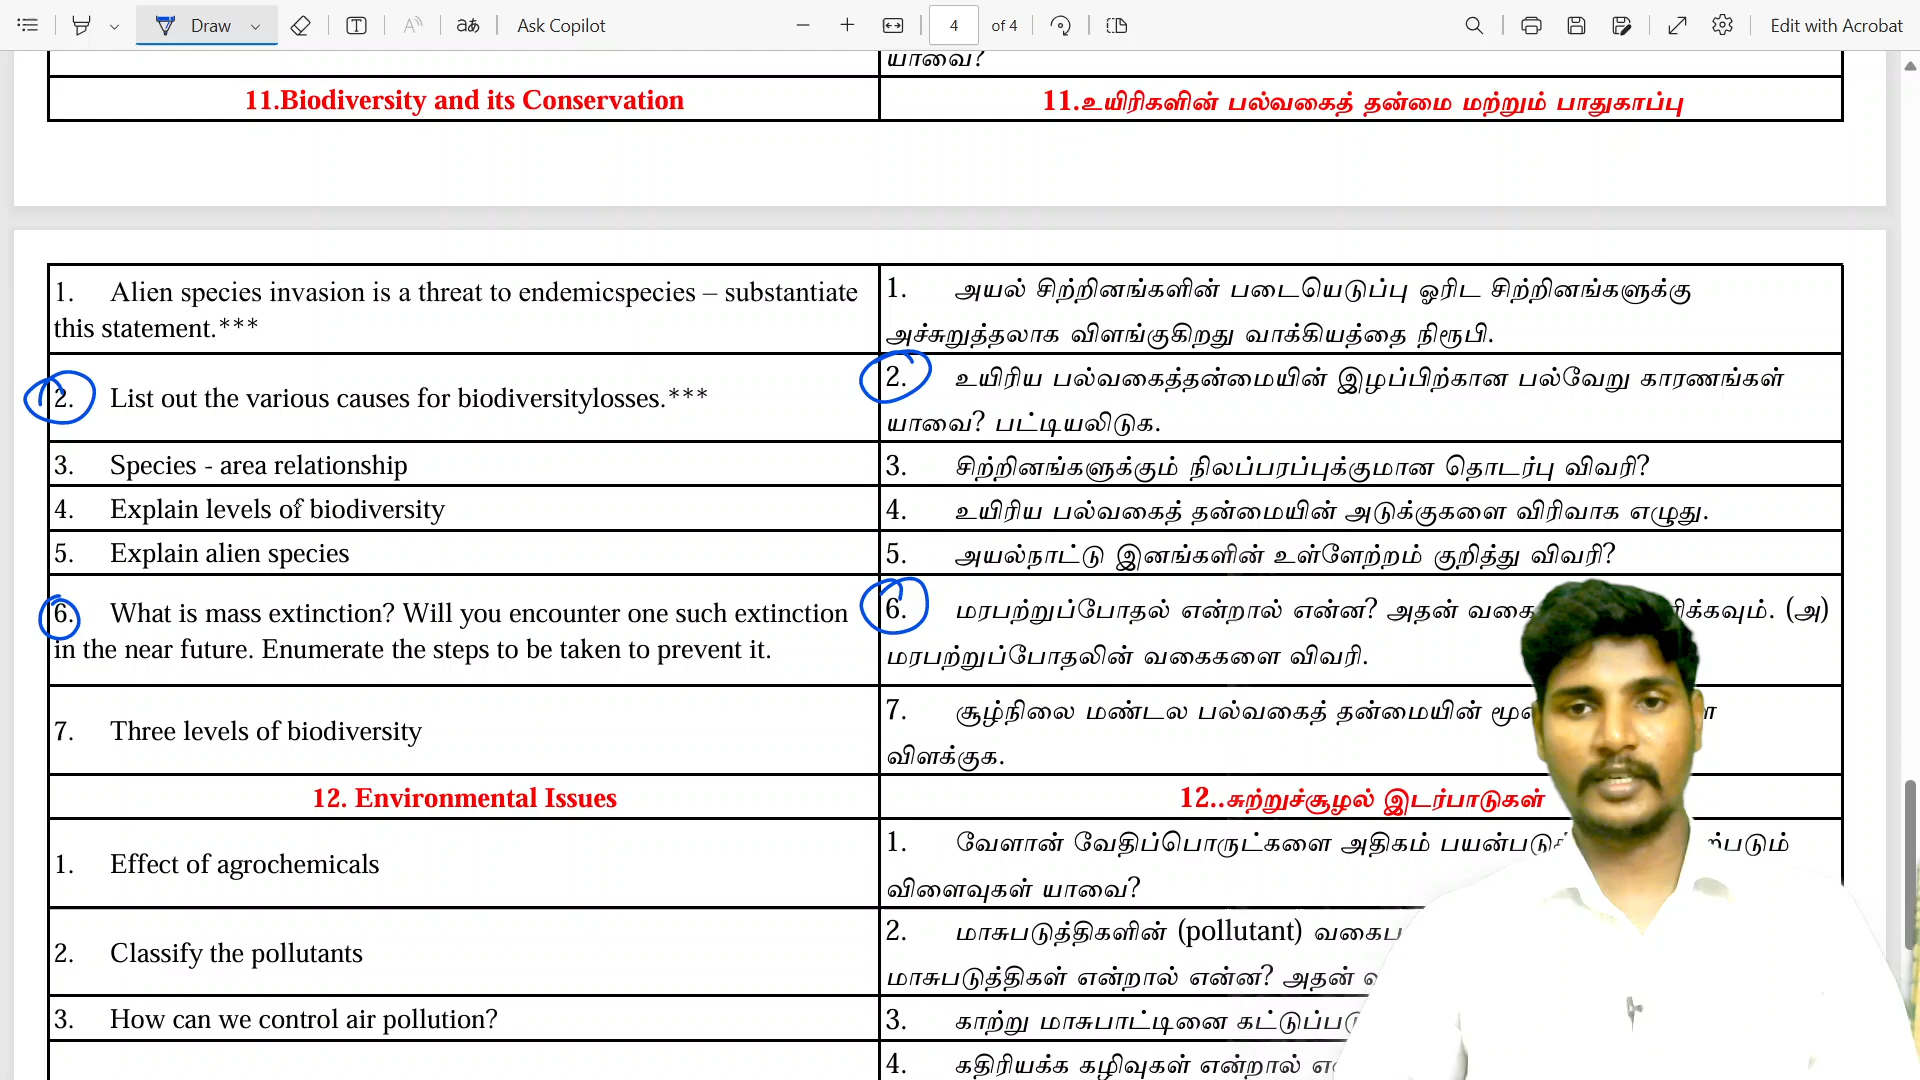 Draw
Ask Copilot
4 of 4
Edit with Acrobat
யாவை?
11.Biodiversity and its Conservation
11.உயிரிகளின் பல்வகைத் தன்மை மற்றும் பாதுகாப்பு
1. Alien species invasion is a threat to endemicspecies – substantiate
this statement.***
1. அயல் சிற்றினங்களின் படையெடுப்பு ஓரிட சிற்றினங்களுக்கு
அச்சுறுத்தலாக விளங்குகிறது வாக்கியத்தை நிரூபி.
2. List out the various causes for biodiversitylosses.***
2. உயிரிய பல்வகைத்தன்மையின் இழப்பிற்கான பல்வேறு காரணங்கள்
யாவை? பட்டியலிடுக.
3. Species - area relationship
3. சிற்றினங்களுக்கும் நிலப்பரப்புக்குமான தொடர்பு விவரி?
4. Explain levels of biodiversity
4. உயிரிய பல்வகைத் தன்மையின் அடுக்குகளை விரிவாக எழுது.
5. Explain alien species
5. அயல்நாட்டு இனங்களின் உள்ளேற்றம் குறித்து விவரி?
6. What is mass extinction? Will you encounter one such extinction
in the near future. Enumerate the steps to be taken to prevent it.
6. மரபற்றுப்போதல் என்றால் என்ன? அதன் (அ)
மரபற்றுப்போதலின் வகைகளை விவரி.
7. Three levels of biodiversity
7. சூழ்நிலை மண்டல பல்வகைத் தன்மையின்
விளக்குக.
12. Environmental Issues
12..சுற்றுச்சூழல் இடர்பாடுகள்
1. Effect of agrochemicals
1. வேளான் வேதிப்பொருட்களை அதிகம்
விளைவுகள் யாவை?
2. Classify the pollutants
2. மாசுபடுத்திகளின் (pollutant)
மாசுபடுத்திகள் என்றால் என்ன? அதன்
3. How can we control air pollution?
3. காற்று மாசுபாட்டினை
4. கதிரியக்க கழிவுகள் என்றால்